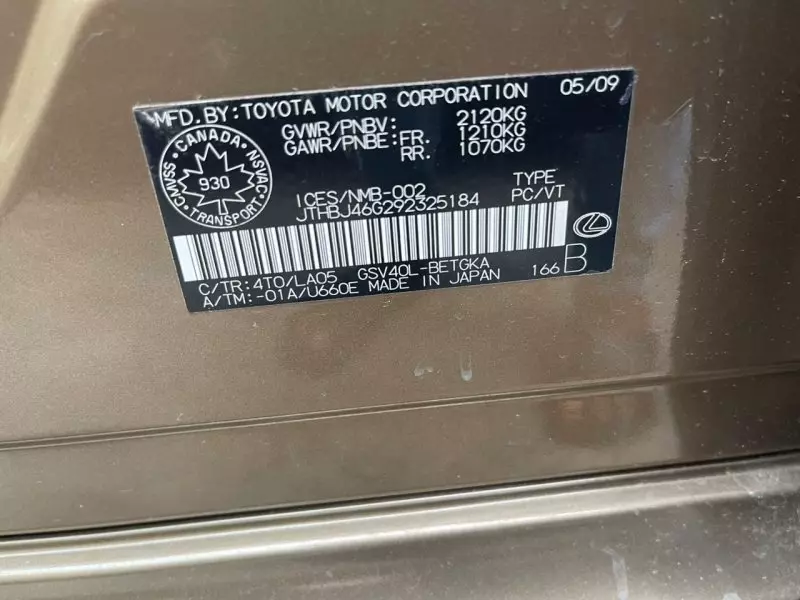 05/09
MFD. BY: TOYOTA MOTOR CORPORATION
GVWR/PNBV: 2120KG
GAWR/PNBE: FR. 1210KG
RR. 1070KG
CANADA
CMVSS NSVAC
930
TRANSPORT
ICES/NMB-002 TYPE
JTHBJ46G292325184 PC/VT
C/TR: 4T0/LA05 GSV40L-BETGKA 166 B
A/TM: -01A/U660E MADE IN JAPAN